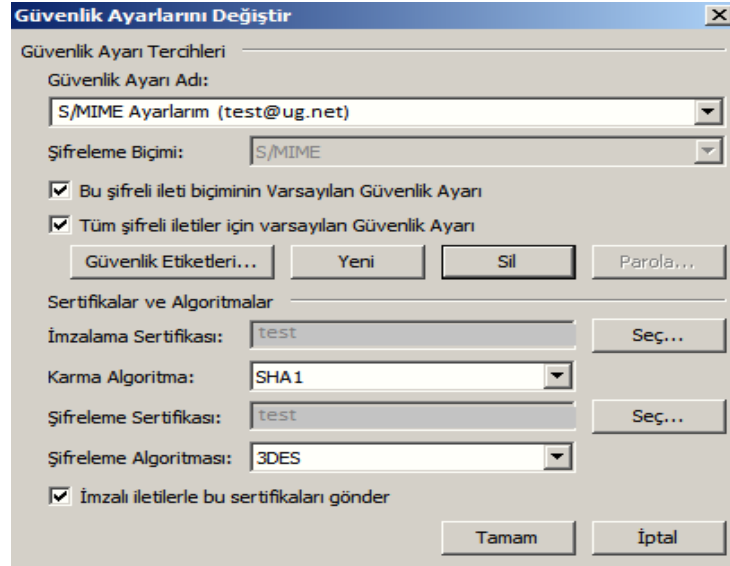 Güvenlik Ayarlarını Değiştir
Güvenlik Ayarı Tercihleri
Güvenlik Ayarı Adı:
S/MIME Ayarlarım (test@ug.net)
Şifreleme Biçimi: S/MIME
Bu şifreli ileti biçiminin Varsayılan Güvenlik Ayarı
Tüm şifreli iletiler için varsayılan Güvenlik Ayarı
Güvenlik Etiketleri... Yeni Sil Parola...
Sertifikalar ve Algoritmalar
İmzalama Sertifikası: test Seç...
Karma Algoritma: SHA1
Şifreleme Sertifikası: test Seç...
Şifreleme Algoritması: 3DES
İmzalı iletilerle bu sertifikaları gönder
Tamam İptal